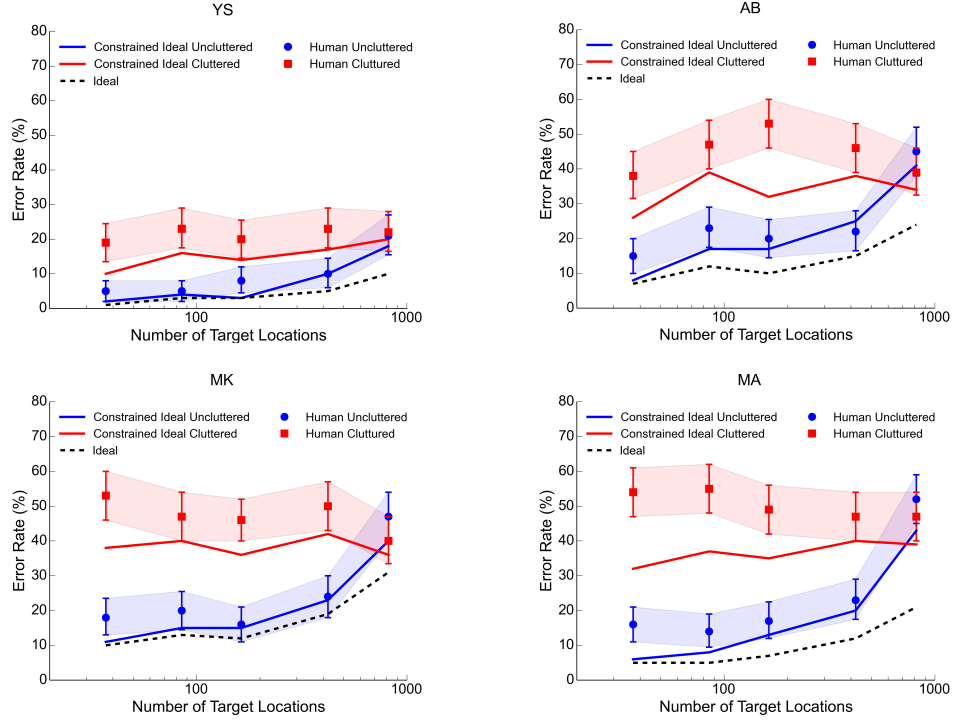 YS
80
70
60
50
40
30
20
10
0
Error Rate (%)
Constrained Ideal Uncluttered
Constrained Ideal Cluttered
Ideal
Human Uncluttered
Human Cluttured
100
1000
Number of Target Locations
AB
80
70
60
50
40
30
20
10
0
Error Rate (%)
Constrained Ideal Uncluttered
Constrained Ideal Cluttered
Ideal
Human Uncluttered
Human Cluttured
100
1000
Number of Target Locations
MK
80
70
60
50
40
30
20
10
0
Error Rate (%)
Constrained Ideal Uncluttered
Constrained Ideal Cluttered
Ideal
Human Uncluttered
Human Cluttured
100
1000
Number of Target Locations
MA
80
70
60
50
40
30
20
10
0
Error Rate (%)
Constrained Ideal Uncluttered
Constrained Ideal Cluttered
Ideal
Human Uncluttered
Human Cluttured
100
1000
Number of Target Locations